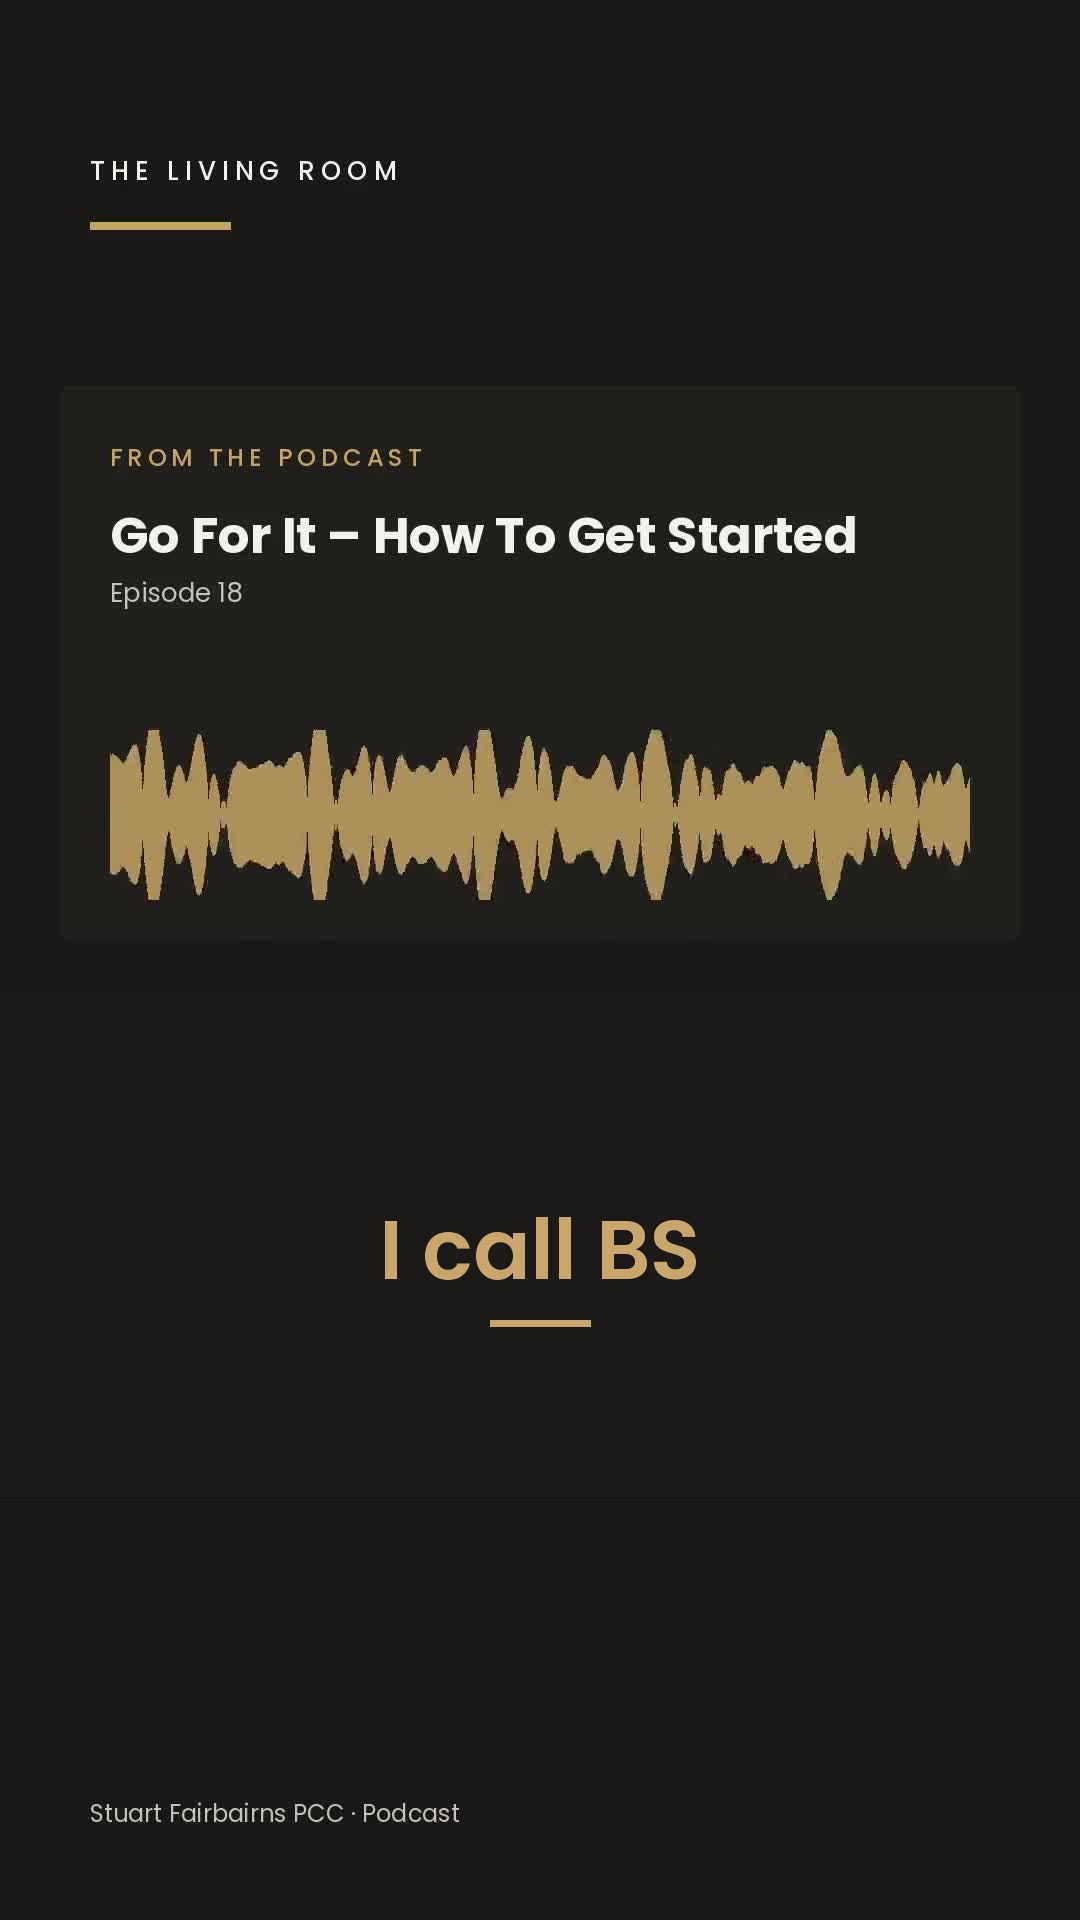 THE LIVING ROOM
FROM THE PODCAST
Go For It – How To Get Started
Episode 18
I call BS
Stuart Fairbairns PCC · Podcast